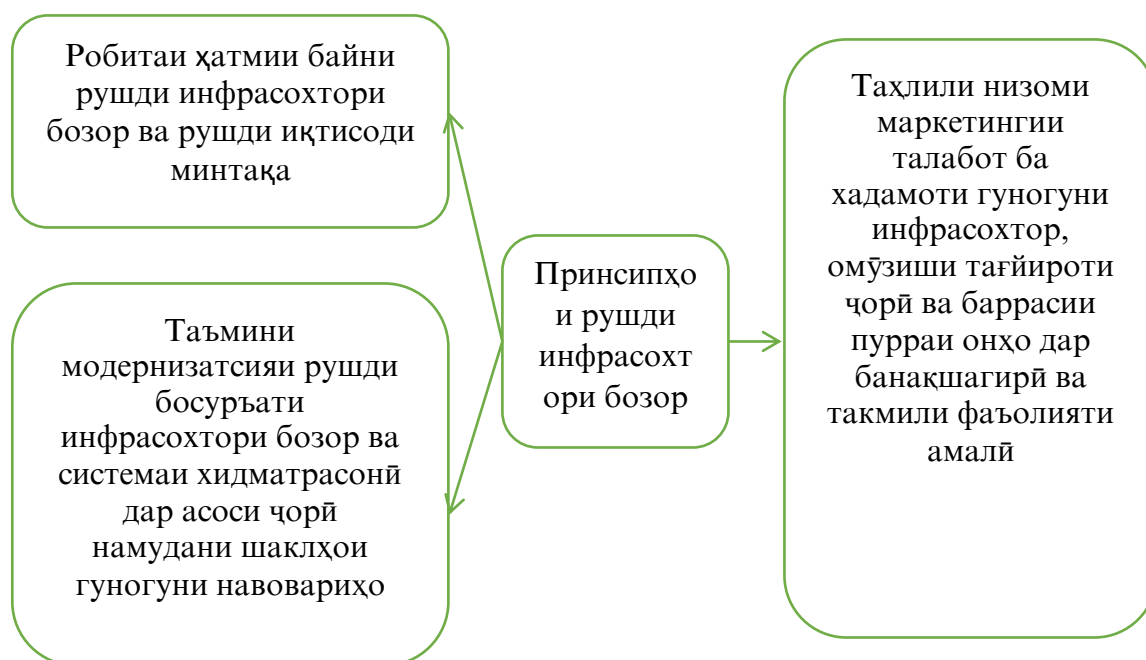 Робитаи ҳатмии байни
рушди инфрасохтори
бозор ва рушди иқтисоди
минтақа
Таъмини
модернизатсияи рушди
босуръати
инфрасохтори бозор ва
системаи хидматрасонӣ
дар асоси ҷорӣ
намудани шаклҳои
гуногуни навовариҳо
Принсипҳо
и рушди
инфрасохт
ори бозор
Таҳлили низоми
маркетингии
талабот ба
хадамоти гуногуни
инфрасохтор,
омӯзиши тағйироти
ҷорӣ ва баррасии
пурраи онҳо дар
банақшагирӣ ва
такмили фаъолияти
амалӣ